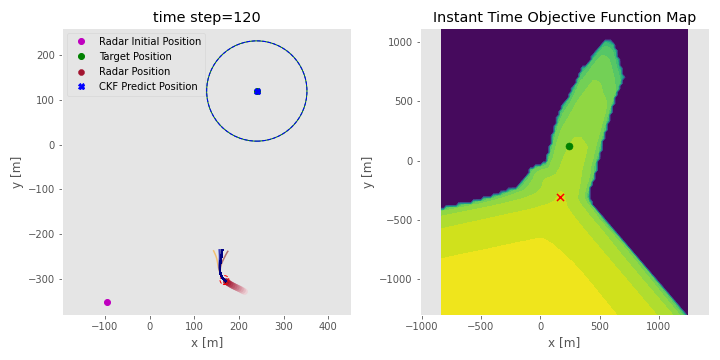 time step=120
Radar Initial Position
Target Position
Radar Position
CKF Predict Position
200
100
0
−100
−200
−300
y [m]
−100
0
100
200
300
400
x [m]
Instant Time Objective Function Map
1000
500
0
−500
−1000
y [m]
−1000
−500
0
500
1000
x [m]